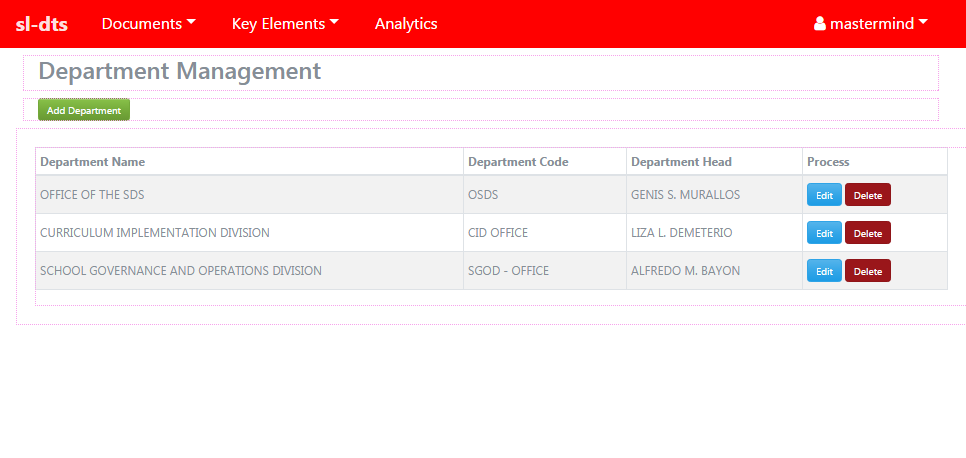 sl-dts Documents Key Elements Analytics mastermind
Department Management
Add Department
Department Name Department Code Department Head Process
OFFICE OF THE SDS OSDS GENIS S. MURALLOS Edit Delete
CURRICULUM IMPLEMENTATION DIVISION CID OFFICE LIZA L. DEMETERIO Edit Delete
SCHOOL GOVERNANCE AND OPERATIONS DIVISION SGOD - OFFICE ALFREDO M. BAYON Edit Delete